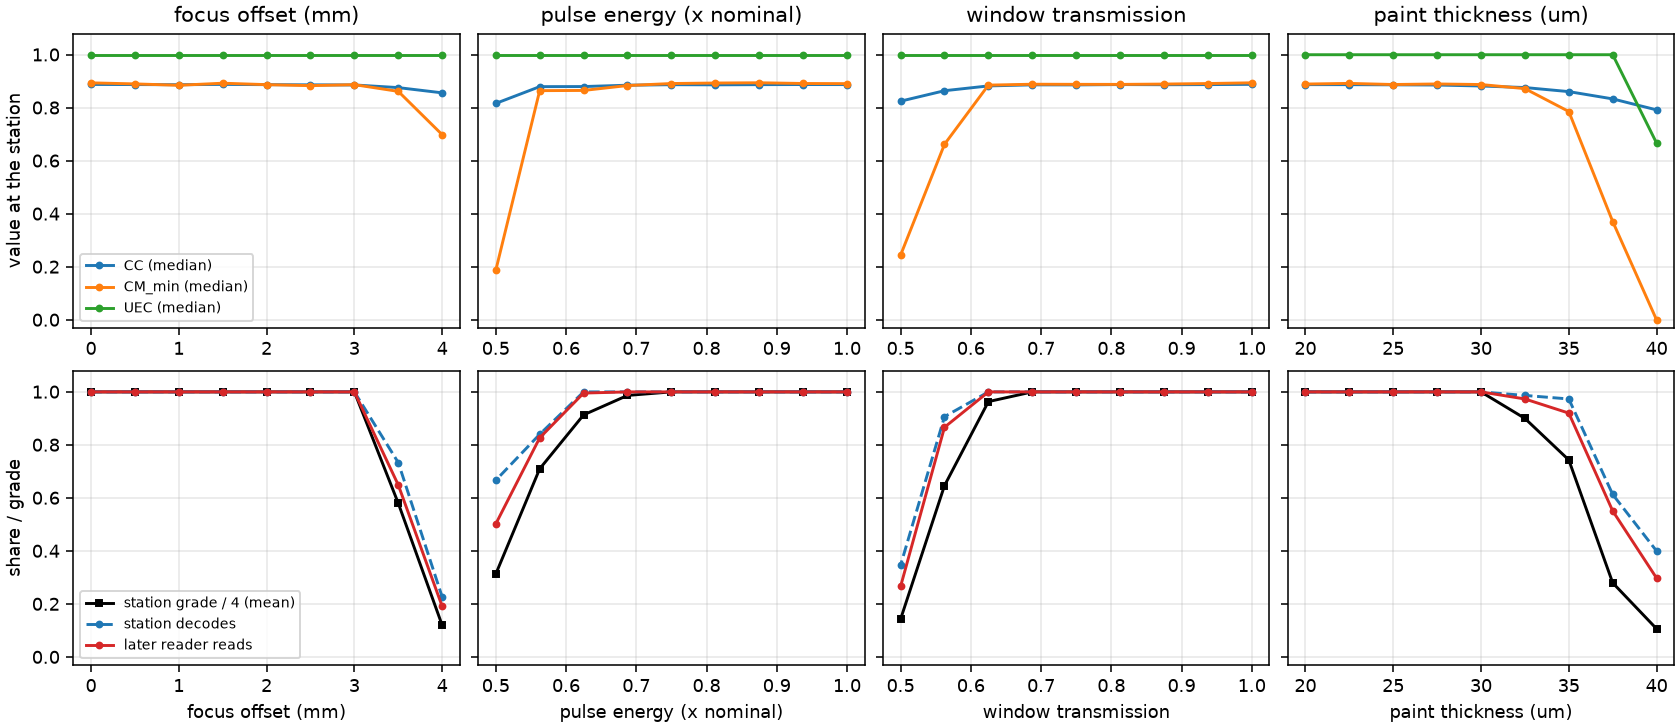 focus offset (mm)
pulse energy (x nominal)
window transmission
paint thickness (um)
value at the station
1.0
0.8
0.6
0.4
0.2
0.0
CC (median)
CM_min (median)
UEC (median)
0 1 2 3 4
0.5 0.6 0.7 0.8 0.9 1.0
0.5 0.6 0.7 0.8 0.9 1.0
20 25 30 35 40
share / grade
1.0
0.8
0.6
0.4
0.2
0.0
station grade / 4 (mean)
station decodes
later reader reads
0 1 2 3 4
0.5 0.6 0.7 0.8 0.9 1.0
0.5 0.6 0.7 0.8 0.9 1.0
20 25 30 35 40
focus offset (mm)
pulse energy (x nominal)
window transmission
paint thickness (um)